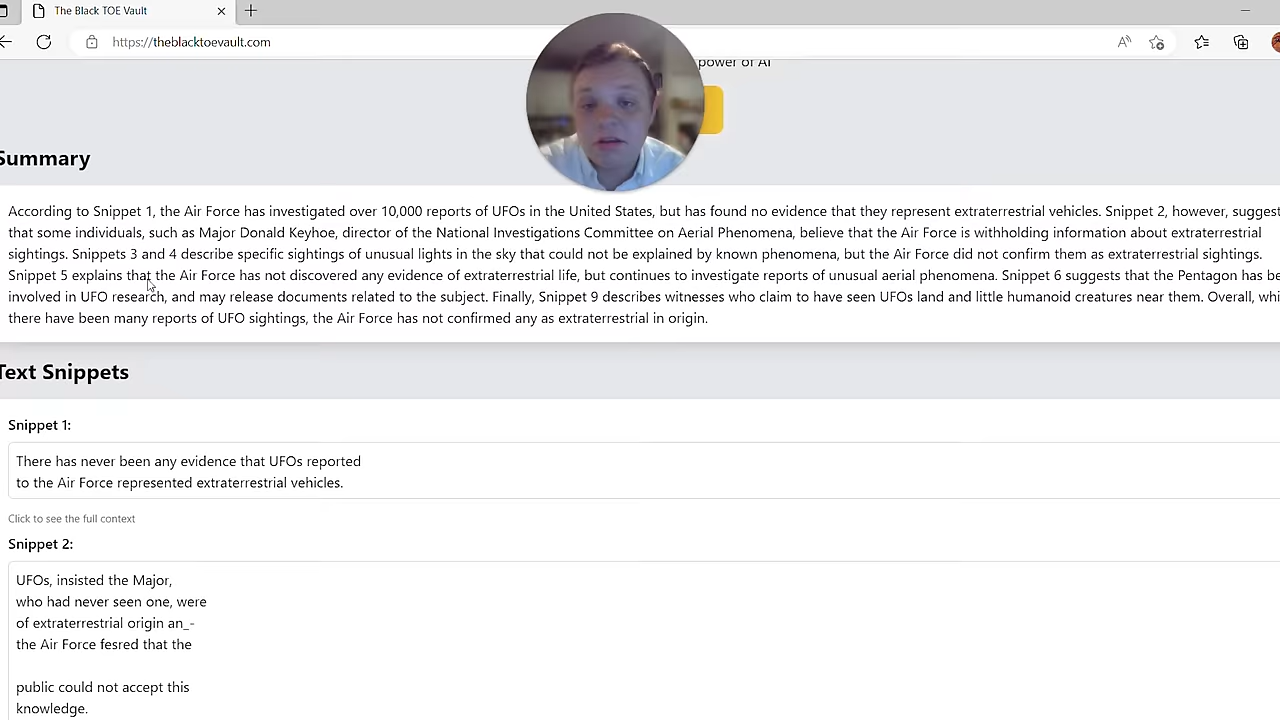 The Black TOE Vault
https://theblacktoevault.com
power of AI
Summary
According to Snippet 1, the Air Force has investigated over 10,000 reports of UFOs in the United States, but has found no evidence that they represent extraterrestrial vehicles. Snippet 2, however, suggest
that some individuals, such as Major Donald Keyhoe, director of the National Investigations Committee on Aerial Phenomena, believe that the Air Force is withholding information about extraterrestrial
sightings. Snippets 3 and 4 describe specific sightings of unusual lights in the sky that could not be explained by known phenomena, but the Air Force did not confirm them as extraterrestrial sightings.
Snippet 5 explains that the Air Force has not discovered any evidence of extraterrestrial life, but continues to investigate reports of unusual aerial phenomena. Snippet 6 suggests that the Pentagon has be
involved in UFO research, and may release documents related to the subject. Finally, Snippet 9 describes witnesses who claim to have seen UFOs land and little humanoid creatures near them. Overall, whi
there have been many reports of UFO sightings, the Air Force has not confirmed any as extraterrestrial in origin.
Text Snippets
Snippet 1:
There has never been any evidence that UFOs reported
to the Air Force represented extraterrestrial vehicles.
Click to see the full context
Snippet 2:
UFOs, insisted the Major,
who had never seen one, were
of extraterrestrial origin an_-
the Air Force fesred that the
public could not accept this
knowledge.